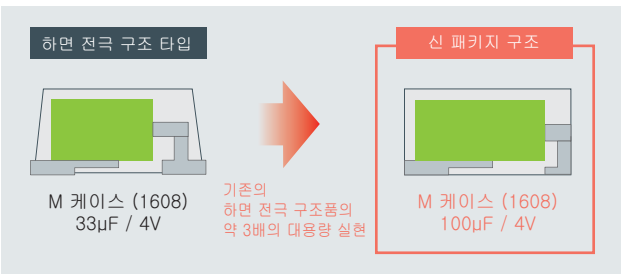 하면 전극 구조 타입
신 패키지 구조
M 케이스 (1608)
33μF / 4V
기존의
하면 전극 구조품의
약 3배의 대용량 실현
M 케이스 (1608)
100μF / 4V